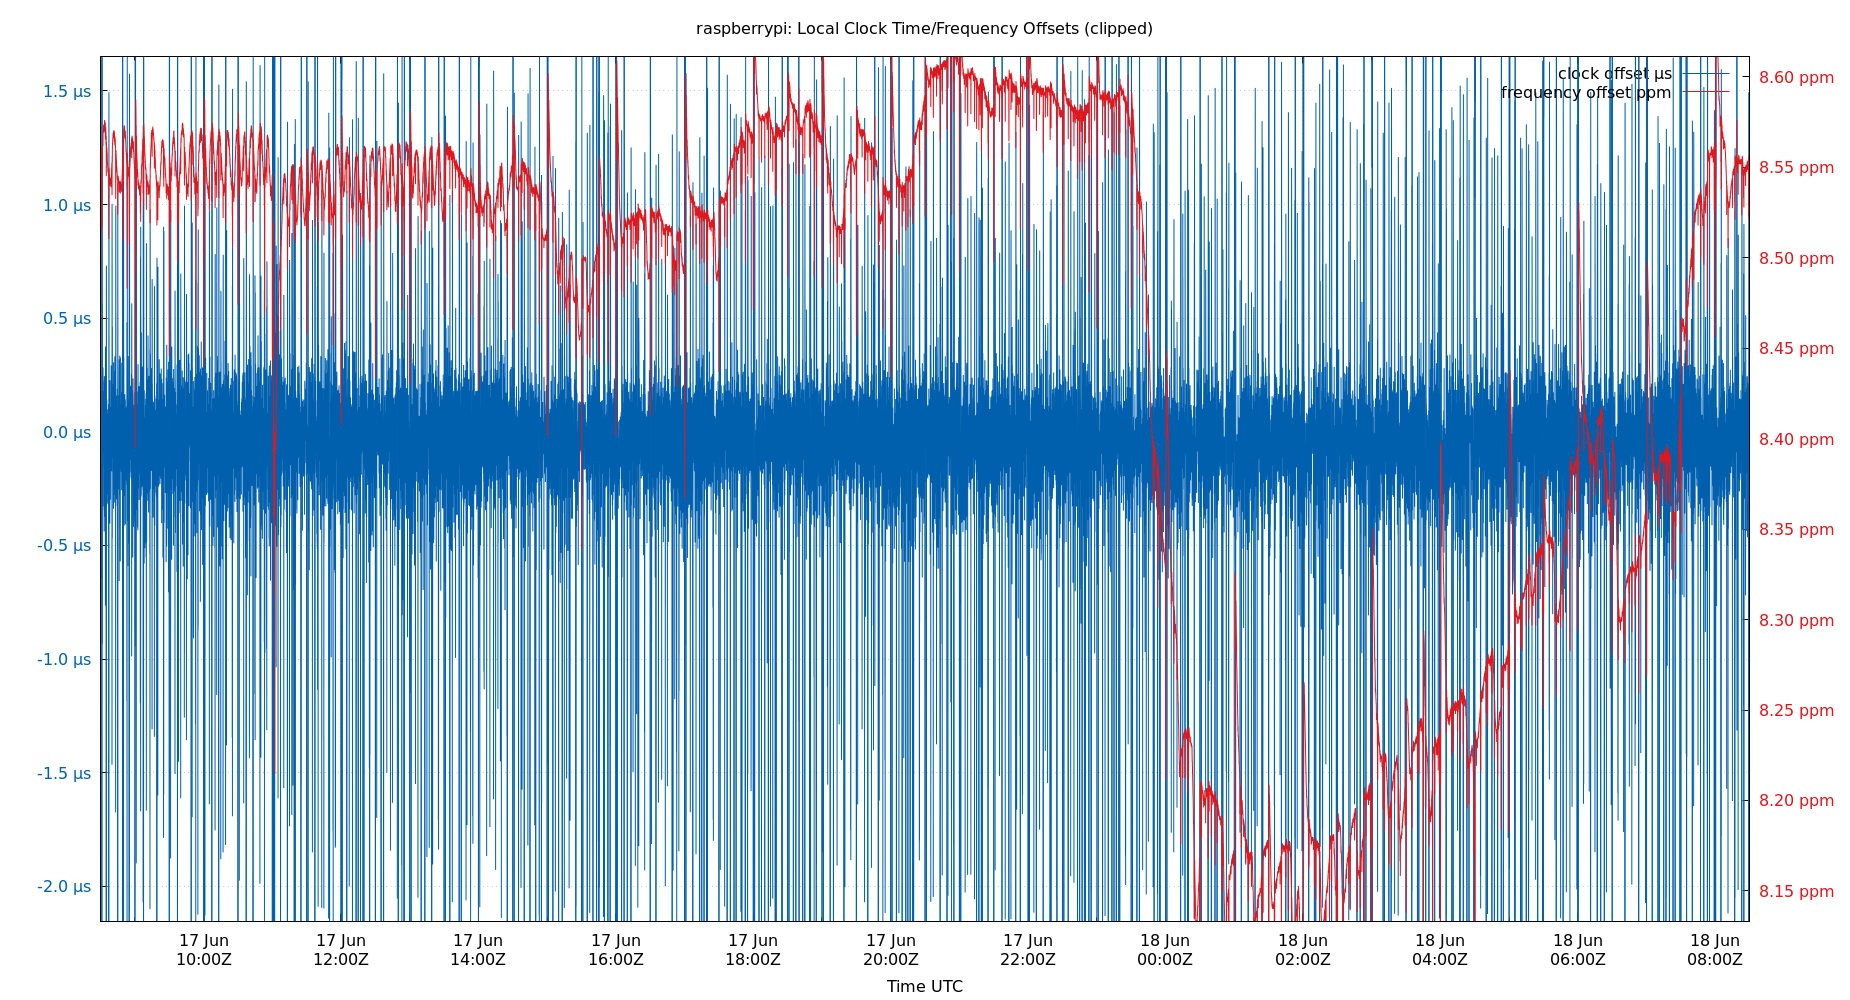 raspberrypi: Local Clock Time/Frequency Offsets (clipped)
clock offset µs
frequency offset ppm
1.5 µs
1.0 µs
0.5 µs
0.0 µs
-0.5 µs
-1.0 µs
-1.5 µs
-2.0 µs
8.60 ppm
8.55 ppm
8.50 ppm
8.45 ppm
8.40 ppm
8.35 ppm
8.30 ppm
8.25 ppm
8.20 ppm
8.15 ppm
17 Jun 17 Jun 17 Jun 17 Jun 17 Jun 17 Jun 17 Jun 18 Jun 18 Jun 18 Jun 18 Jun 18 Jun
10:00Z 12:00Z 14:00Z 16:00Z 18:00Z 20:00Z 22:00Z 00:00Z 02:00Z 04:00Z 06:00Z 08:00Z
Time UTC